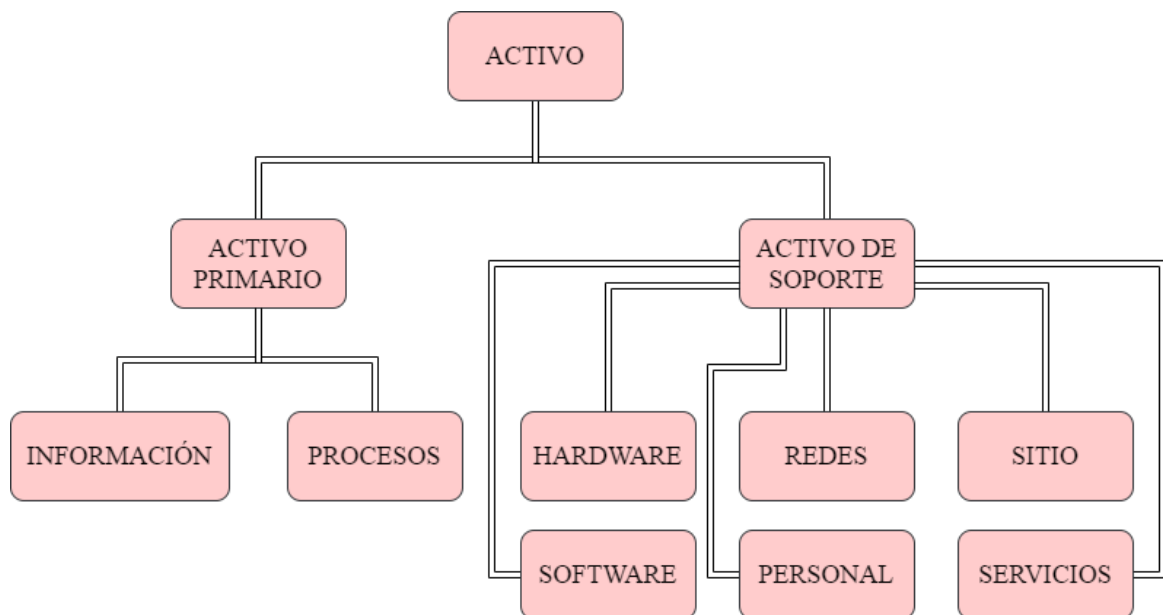 ACTIVO
ACTIVO
PRIMARIO
ACTIVO DE
SOPORTE
INFORMACIÓN
PROCESOS
HARDWARE
REDES
SITIO
SOFTWARE
PERSONAL
SERVICIOS